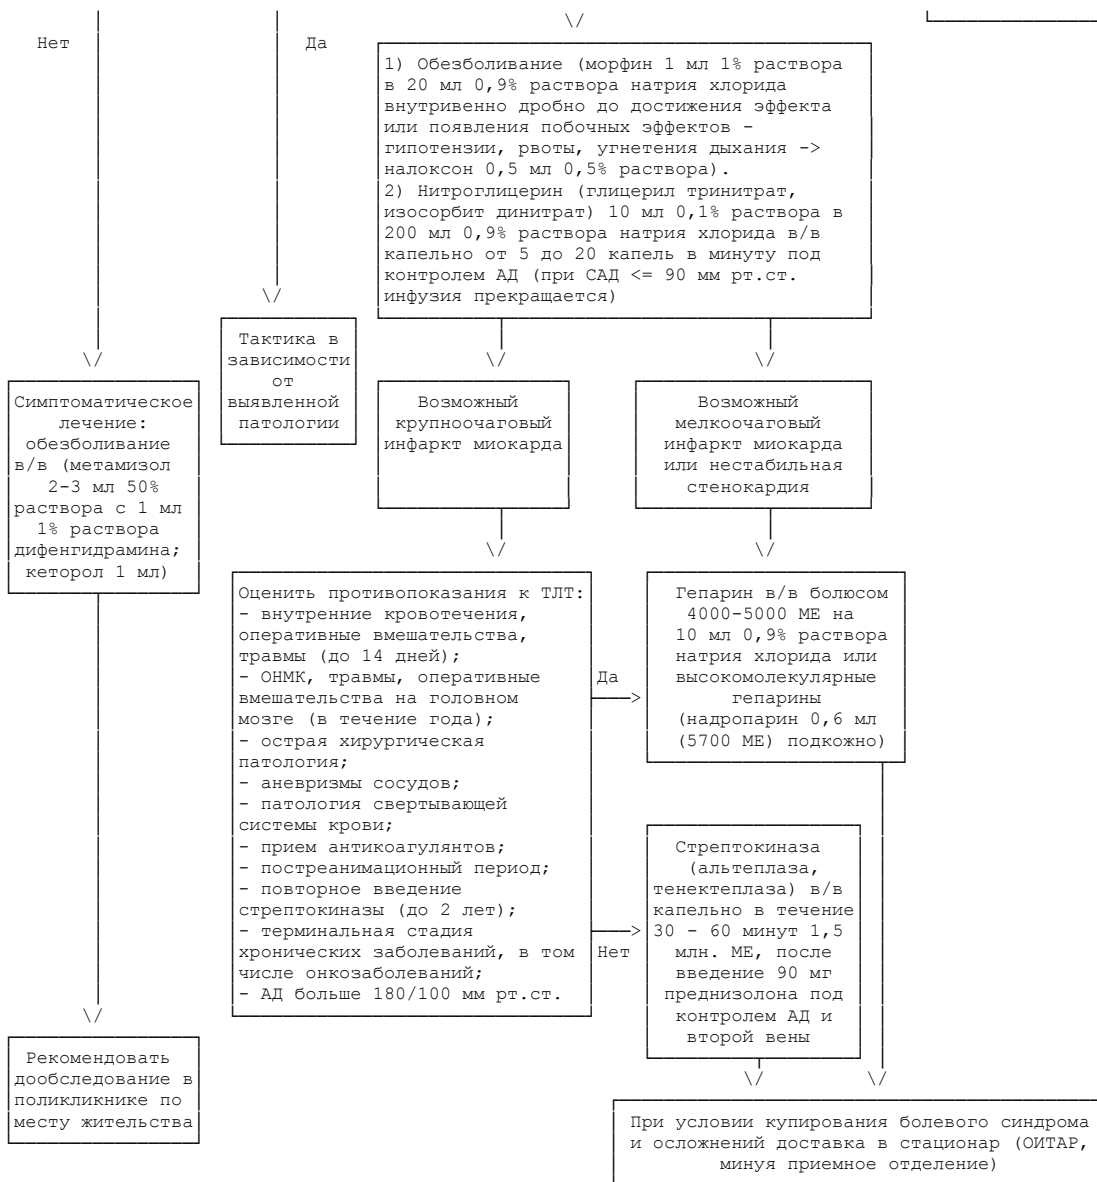 Нет
Да
1) Обезболивание (морфин 1 мл 1% раствора
в 20 мл 0,9% раствора натрия хлорида
внутривенно дробно до достижения эффекта
или появления побочных эффектов -
гипотензии, рвоты, угнетения дыхания ->
налоксон 0,5 мл 0,5% раствора).
2) Нитроглицерин (глицерил тринитрат,
изосорбит динитрат) 10 мл 0,1% раствора в
200 мл 0,9% раствора натрия хлорида в/в
капельно от 5 до 20 капель в минуту под
контролем АД (при САД <= 90 мм рт.ст.
инфузия прекращается)
Тактика в
зависимости
от
выявленной
патологии
Симптоматическое
лечение:
обезболивание
в/в (метамизол
2-3 мл 50%
раствора с 1 мл
1% раствора
дифенгидрамина;
кеторол 1 мл)
Возможный
крупноочаговый
инфаркт миокарда
Возможный
мелкоочаговый
инфаркт миокарда
или нестабильная
стенокардия
Оценить противопоказания к ТЛТ:
- внутренние кровотечения,
оперативные вмешательства,
травмы (до 14 дней);
- ОНМК, травмы, оперативные
вмешательства на головном
мозге (в течение года);
- острая хирургическая
патология;
- аневризмы сосудов;
- патология свертывающей
системы крови;
- прием антикоагулянтов;
- постреанимационный период;
- повторное введение
стрептокиназы (до 2 лет);
- терминальная стадия
хронических заболеваний, в том
числе онкозаболеваний;
- АД больше 180/100 мм рт.ст.
Да
Гепарин в/в болюсом
4000-5000 МЕ на
10 мл 0,9% раствора
натрия хлорида или
высокомолекулярные
гепарины
(надропарин 0,6 мл
(5700 МЕ) подкожно)
Нет
Стрептокиназа
(альтеплаза,
тенектеплаза) в/в
капельно в течение
30 - 60 минут 1,5
млн. МЕ, после
введение 90 мг
преднизолона под
контролем АД и
второй вены
Рекомендовать
дообследование в
поликликнике по
месту жительства
При условии купирования болевого синдрома
и осложнений доставка в стационар (ОИТАР,
минуя приемное отделение)